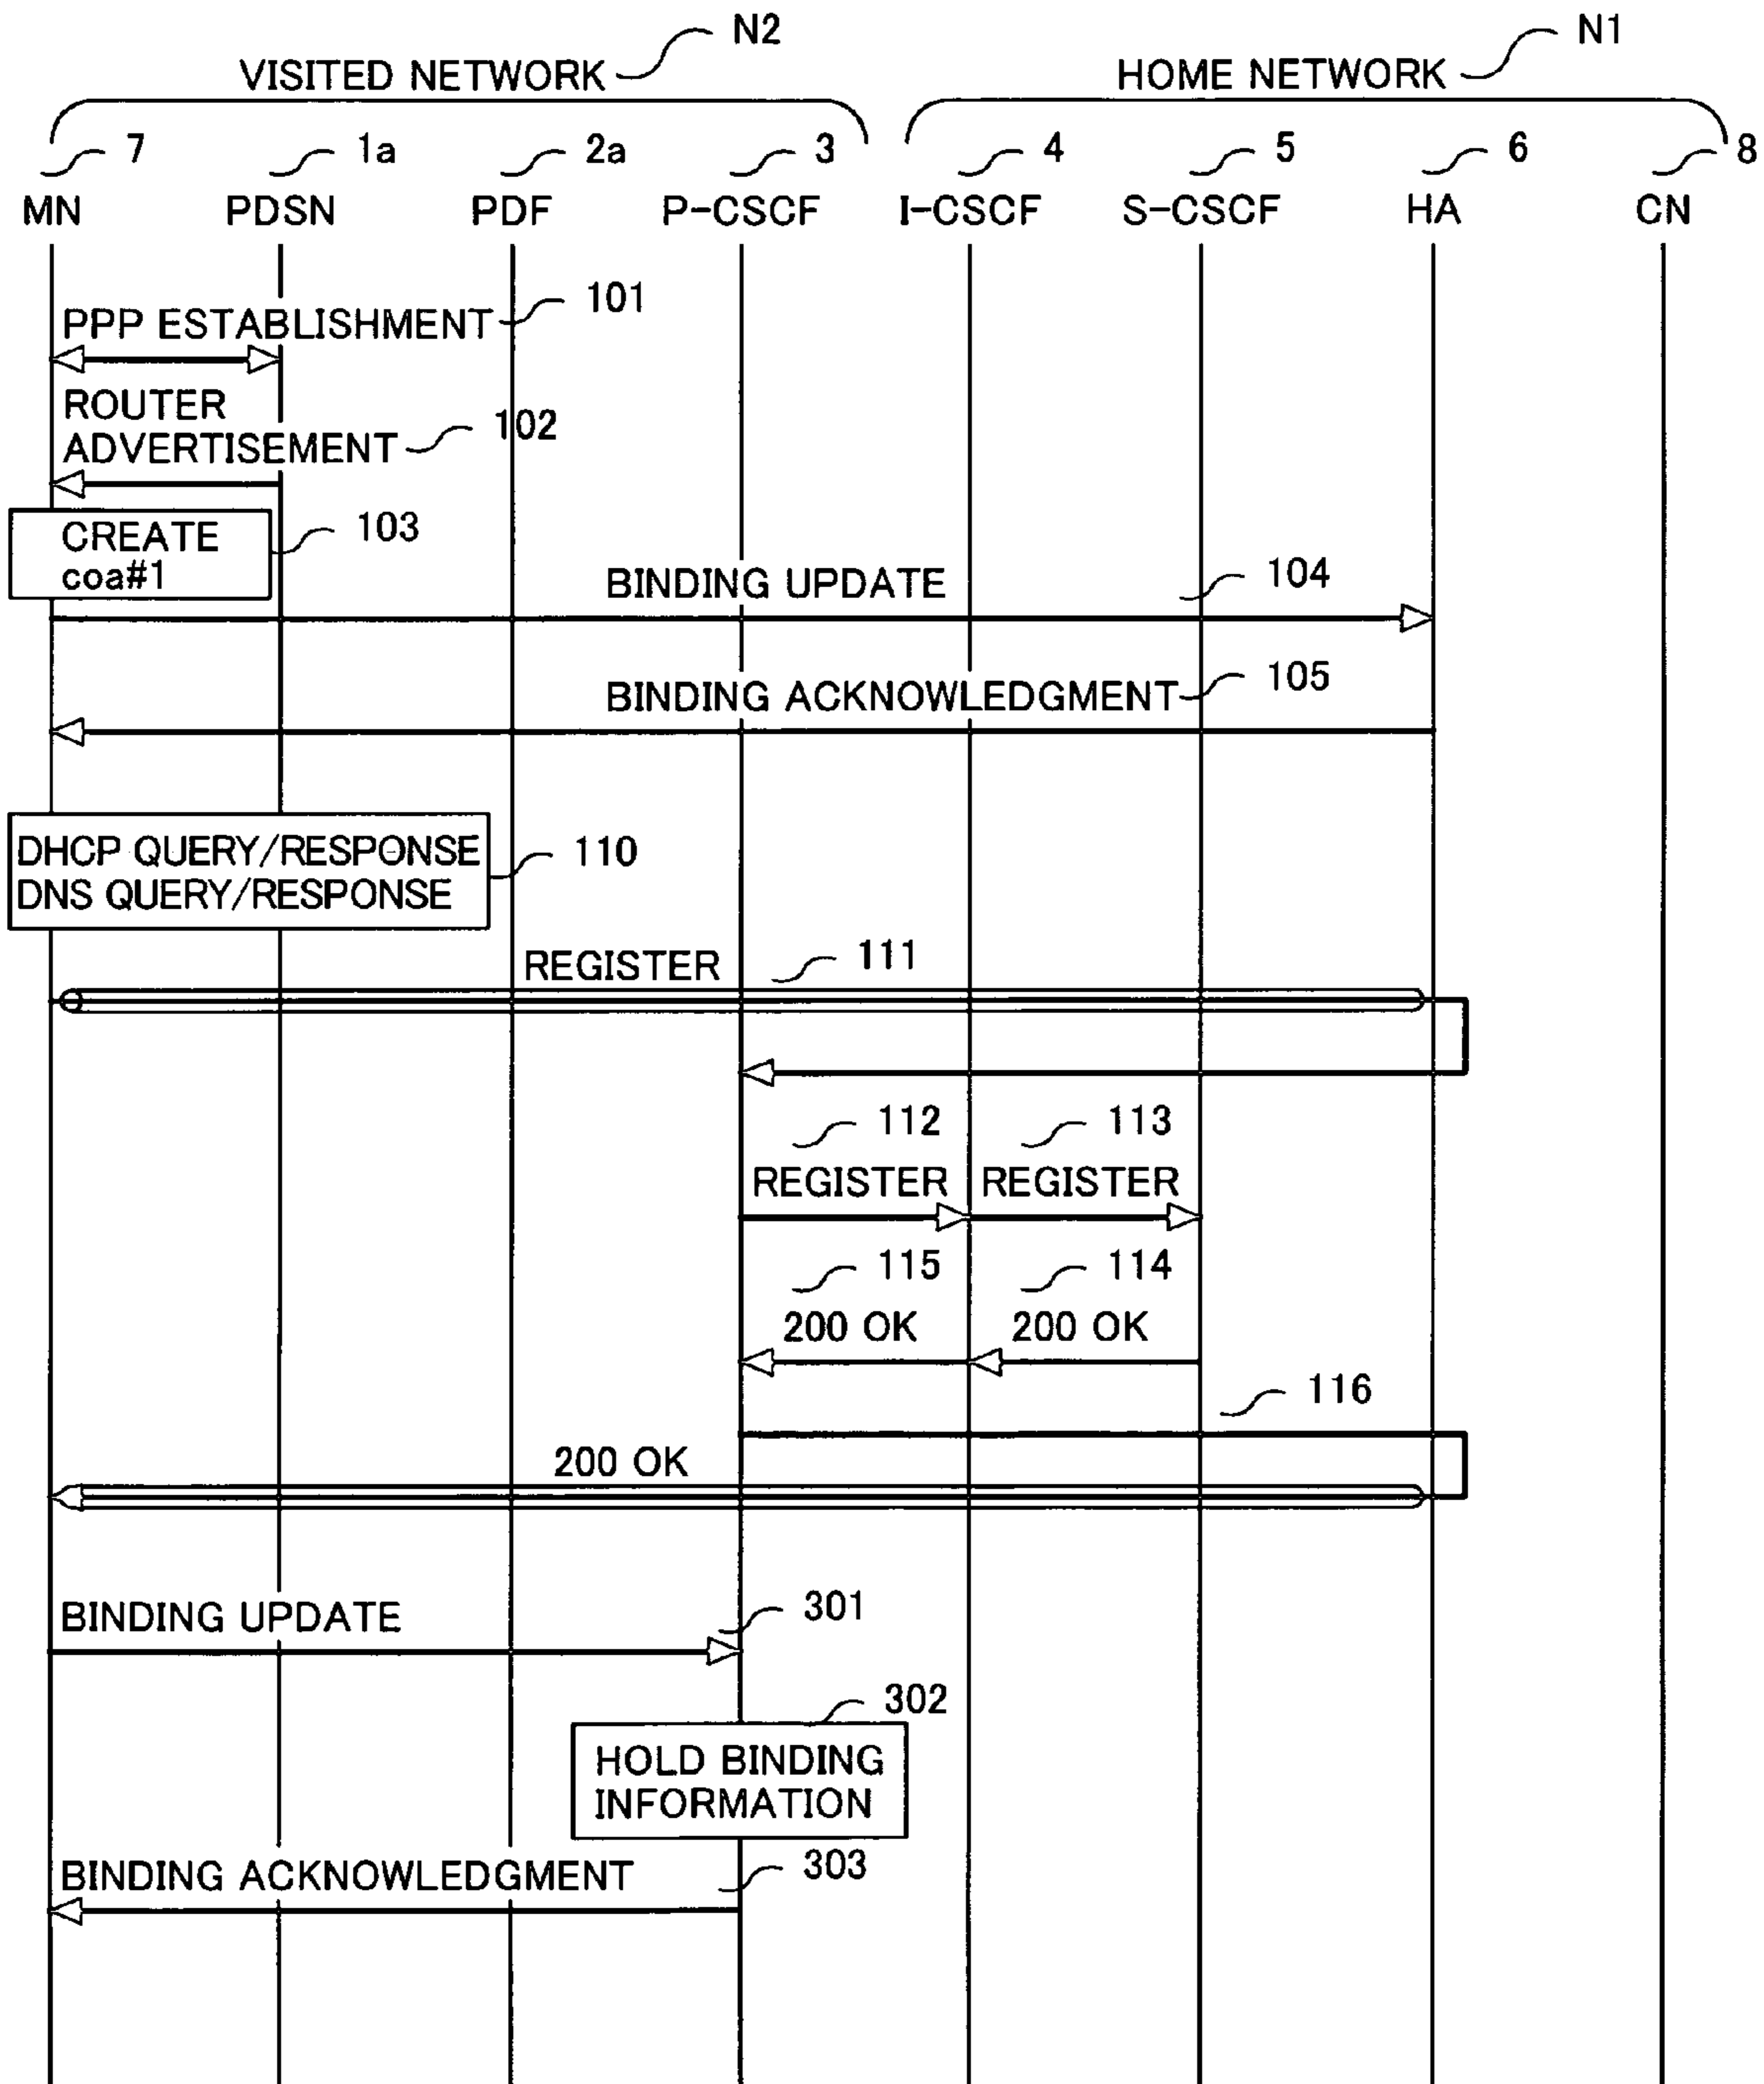 N2
N1
VISITED NETWORK
HOME NETWORK
7
1a
2a
3
4
5
6
8
MN
PDSN
PDF
P-CSCF
I-CSCF
S-CSCF
HA
CN
101
PPP ESTABLISHMENT
ROUTER
ADVERTISEMENT
102
CREATE
coa#1
103
BINDING UPDATE
104
BINDING ACKNOWLEDGMENT
105
DHCP QUERY/RESPONSE
DNS QUERY/RESPONSE
110
REGISTER
111
112
113
REGISTER
REGISTER
115
114
200 OK
200 OK
116
200 OK
BINDING UPDATE
301
302
HOLD BINDING
INFORMATION
BINDING ACKNOWLEDGMENT
303